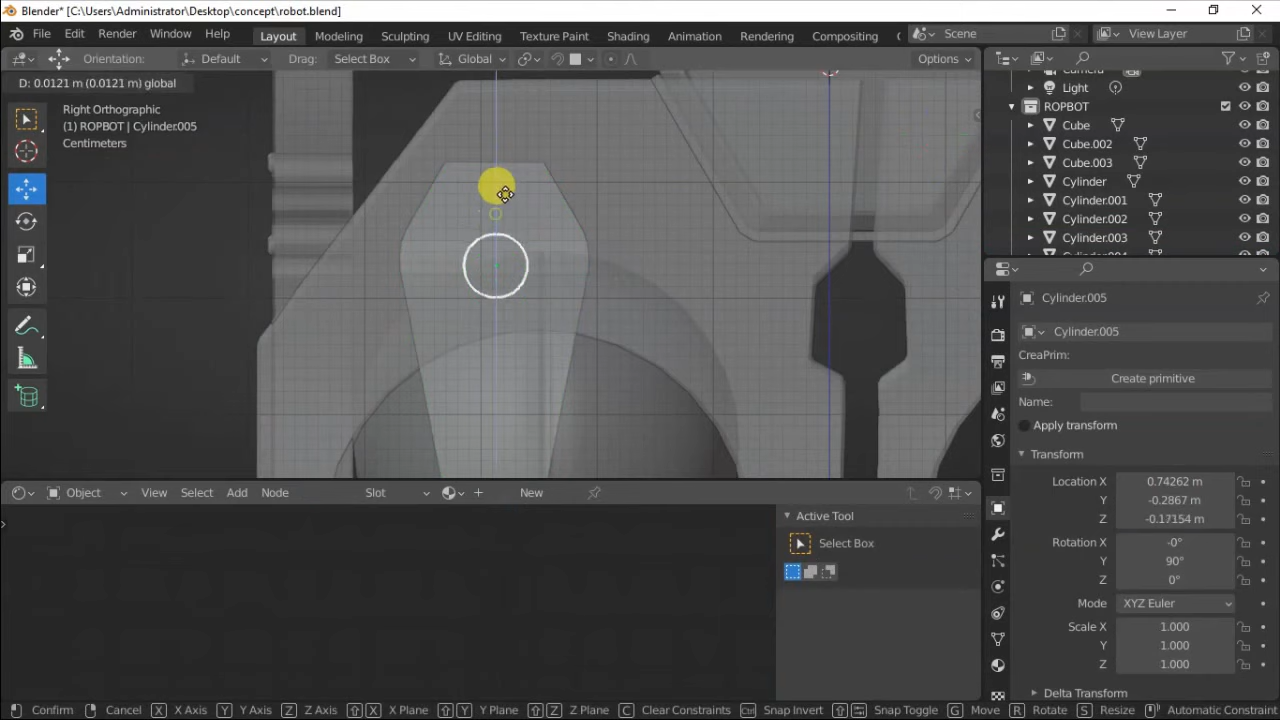 Blender* [C:\Users\Administrator\Desktop\concept\robot.blend]
File Edit Render Window Help Layout Modeling Sculpting UV Editing Texture Paint Shading Animation Rendering Compositing Scene View Layer
Orientation: Default Drag: Select Box Global Options
D: 0.0121 m (0.0121 m) global
Right Orthographic
(1) ROPBOT | Cylinder.005
Centimeters
Light
ROPBOT
Cube
Cube.002
Cube.003
Cylinder
Cylinder.001
Cylinder.002
Cylinder.003
Cylinder.005
Cylinder.005
CreaPrim:
Create primitive
Name:
Apply transform
Transform
Location X 0.74262 m
Y -0.2867 m
Z -0.17154 m
Rotation X -0°
Y 90°
Z 0°
Mode XYZ Euler
Scale X 1.000
Y 1.000
Z 1.000
Delta Transform
Object View Select Add Node Slot New
Active Tool
Select Box
Confirm Cancel X X Axis Y Y Axis Z Z Axis X X Plane Y Y Plane Z Z Plane C Clear Constraints Ctrl Snap Invert Snap Toggle G Move R Rotate S Resize Automatic Constraint